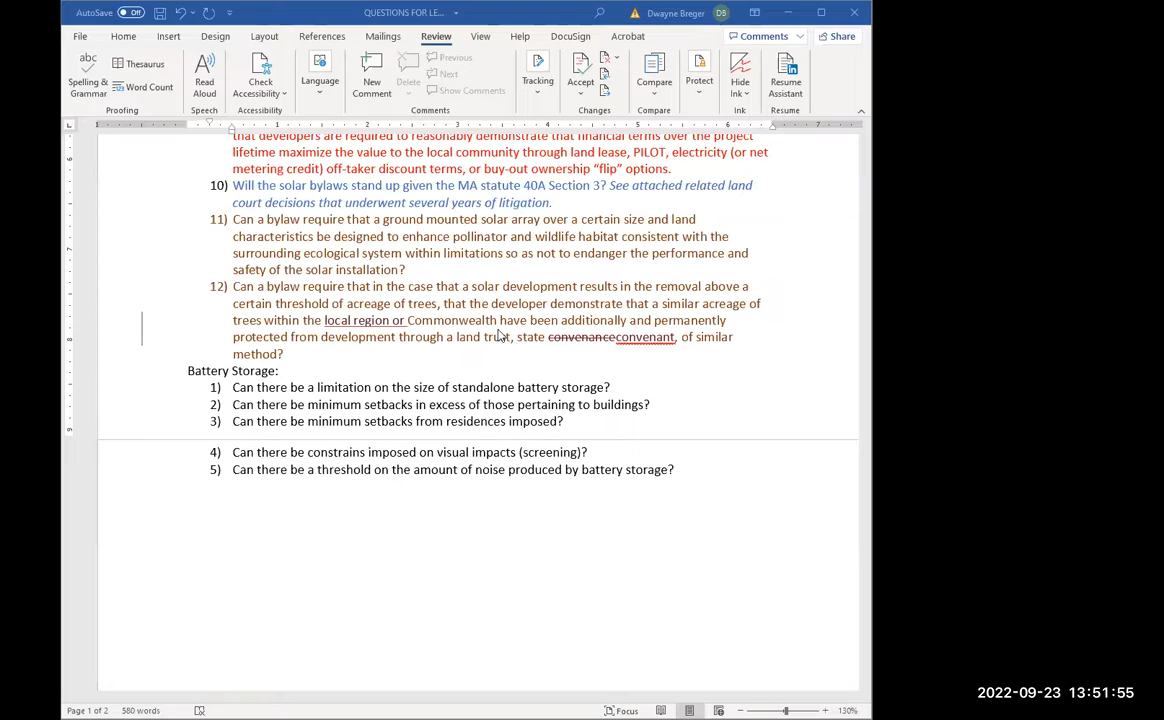 AutoSave Off QUESTIONS FOR LE... Dwayne Breger DB
File Home Insert Design Layout References Mailings Review View Help DocuSign Acrobat Comments Share
abc Spelling & Grammar Thesaurus Word Count Proofing
Read Aloud Speech
Check Accessibility Accessibility
Language
New Comment Delete Previous Next Show Comments Comments
Tracking
Accept Changes
Compare Compare
Protect
Hide Ink Ink
Resume Assistant Resume
L 1 1 2 3 4 5 6 7
that developers are required to reasonably demonstrate that financial terms over the project
lifetime maximize the value to the local community through land lease, PILOT, electricity (or net
metering credit) off-taker discount terms, or buy-out ownership “flip” options.
10) Will the solar bylaws stand up given the MA statute 40A Section 3? See attached related land
court decisions that underwent several years of litigation.
11) Can a bylaw require that a ground mounted solar array over a certain size and land
characteristics be designed to enhance pollinator and wildlife habitat consistent with the
surrounding ecological system within limitations so as not to endanger the performance and
safety of the solar installation?
12) Can a bylaw require that in the case that a solar development results in the removal above a
certain threshold of acreage of trees, that the developer demonstrate that a similar acreage of
trees within the local region or Commonwealth have been additionally and permanently
protected from development through a land trust, state convenanceconvenant, of similar
method?
Battery Storage:
1) Can there be a limitation on the size of standalone battery storage?
2) Can there be minimum setbacks in excess of those pertaining to buildings?
3) Can there be minimum setbacks from residences imposed?
4) Can there be constrains imposed on visual impacts (screening)?
5) Can there be a threshold on the amount of noise produced by battery storage?
2022-09-23 13:51:55
Page 1 of 2 580 words Focus 130%